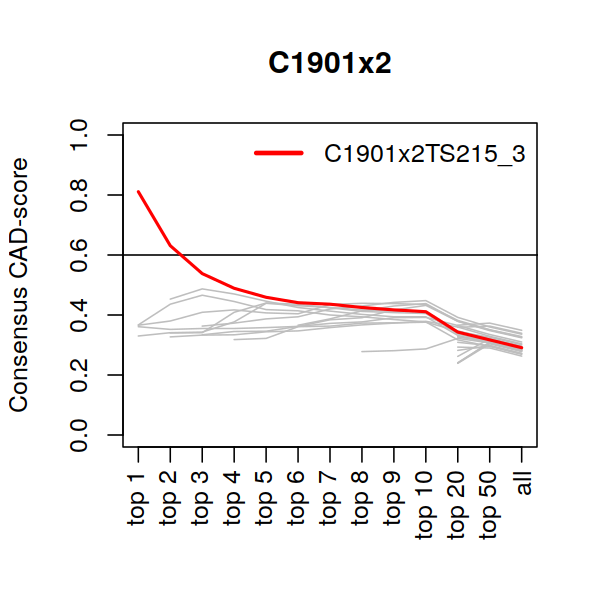 C1901x2
C1901x2TS215_3
Consensus CAD-score
1.0
0.8
0.6
0.4
0.2
0.0
top 1
top 2
top 3
top 4
top 5
top 6
top 7
top 8
top 9
top 10
top 20
top 50
all